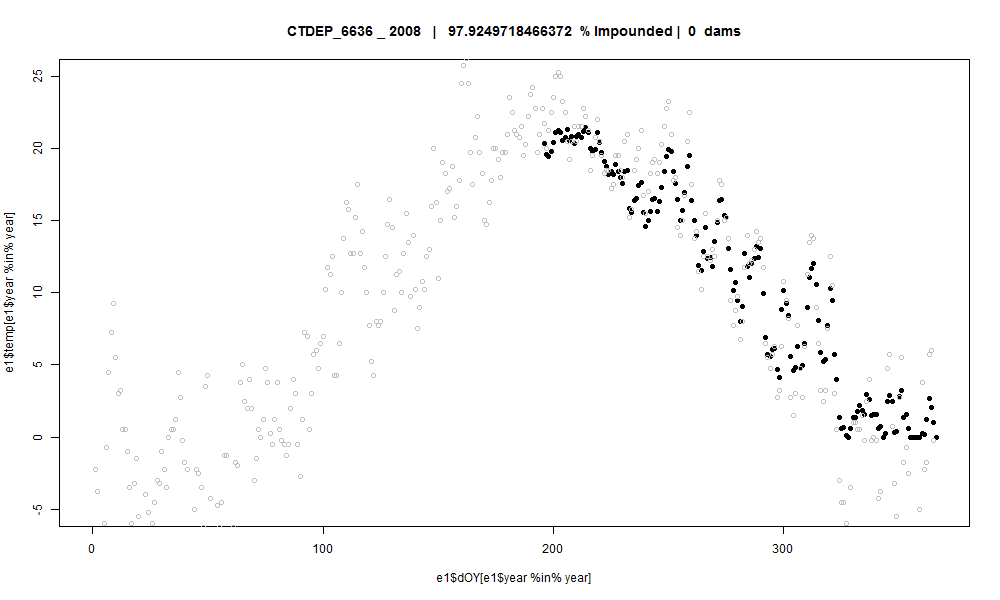 CTDEP_6636 _ 2008 | 97.9249718466372 % Impounded | 0 dams
e1$temp[e1$year %in% year]
25
20
15
10
5
0
-5
0 100 200 300
e1$dOY[e1$year %in% year]